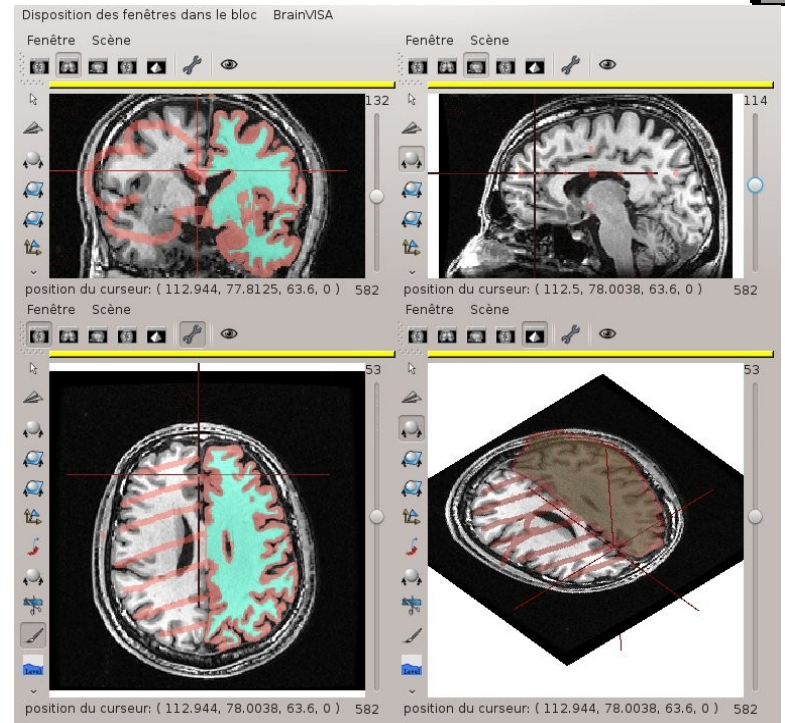 Disposition des fenêtres dans le bloc BrainVISA
Fenêtre Scène
132
position du curseur: ( 112.944, 77.8125, 63.6, 0 ) 582
Fenêtre Scène
114
position du curseur: ( 112.5, 78.0038, 63.6, 0 ) 582
Fenêtre Scène
53
Level
position du curseur: ( 112.944, 78.0038, 63.6, 0 ) 582
Fenêtre Scène
53
Level
position du curseur: ( 112.944, 78.0038, 63.6, 0 ) 582